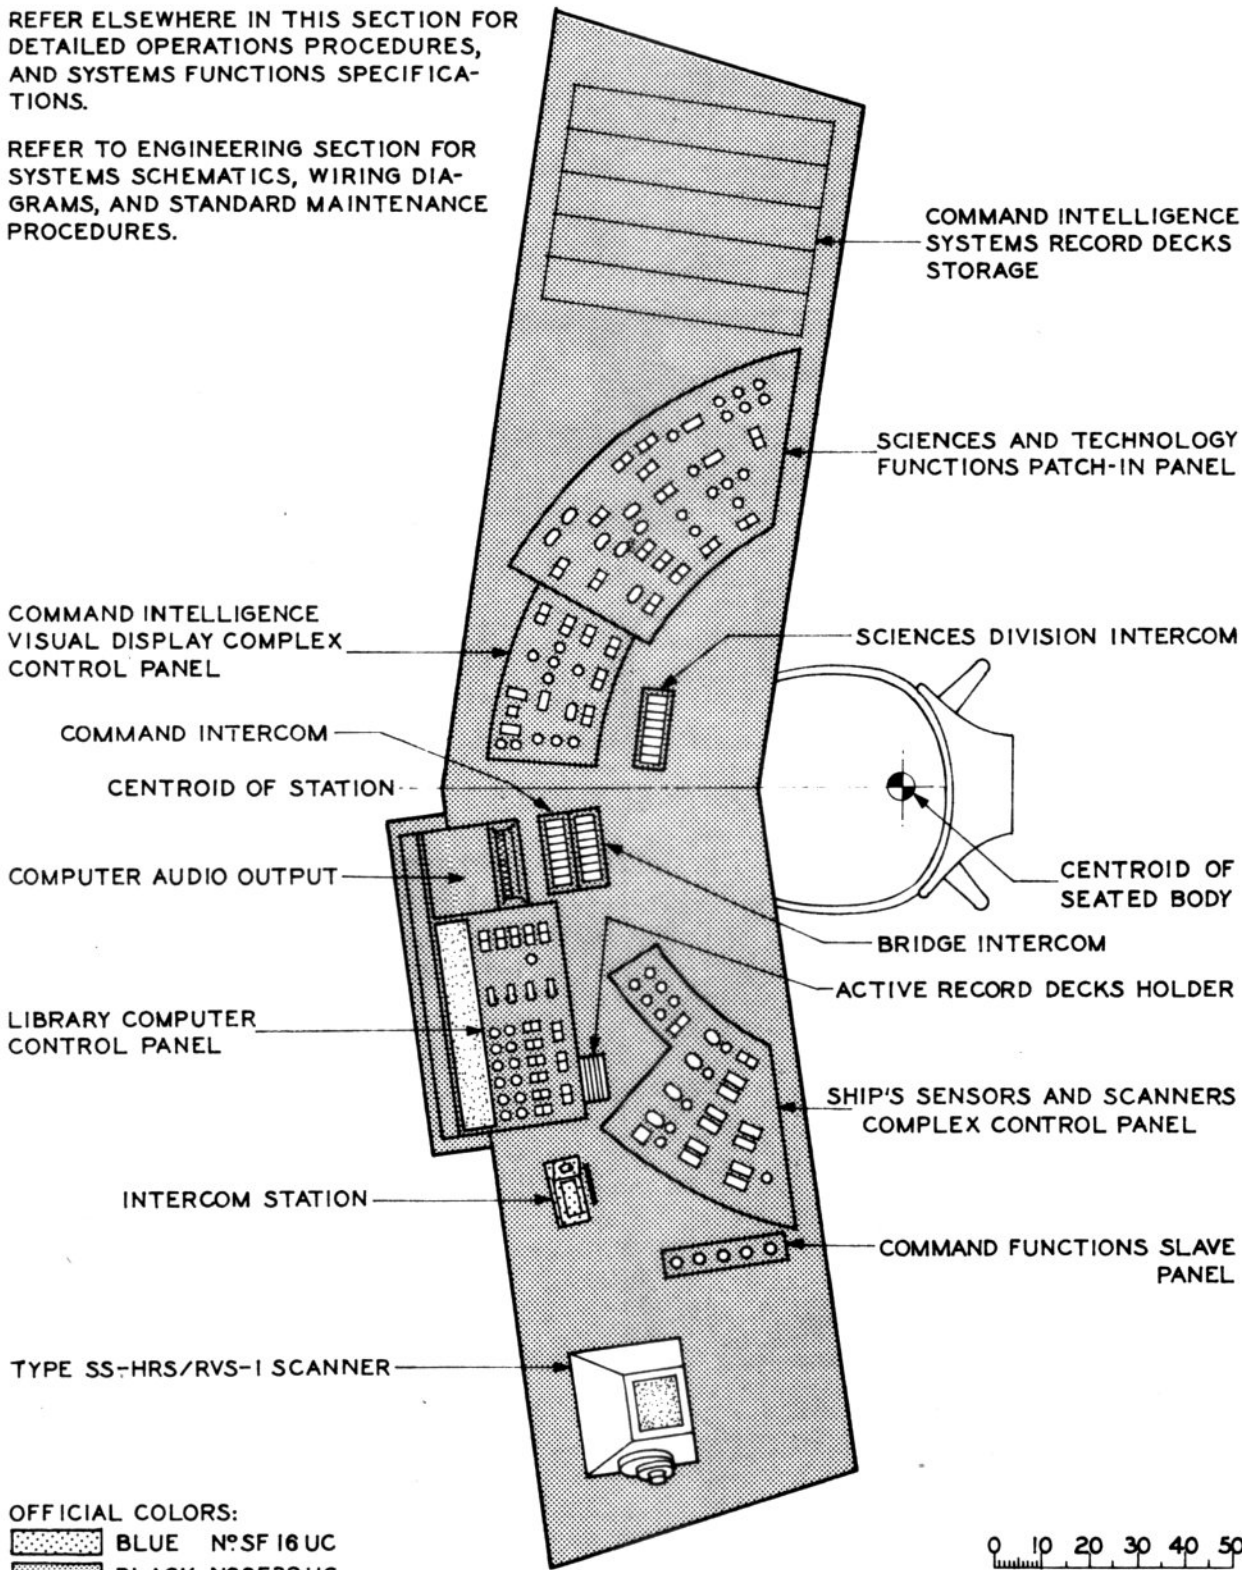 REFER ELSEWHERE IN THIS SECTION FOR
DETAILED OPERATIONS PROCEDURES,
AND SYSTEMS FUNCTIONS SPECIFICA-
TIONS.
REFER TO ENGINEERING SECTION FOR
SYSTEMS SCHEMATICS, WIRING DIA-
GRAMS, AND STANDARD MAINTENANCE
PROCEDURES.
COMMAND INTELLIGENCE
SYSTEMS RECORD DECKS
STORAGE
SCIENCES AND TECHNOLOGY
FUNCTIONS PATCH-IN PANEL
COMMAND INTELLIGENCE
VISUAL DISPLAY COMPLEX
CONTROL PANEL
SCIENCES DIVISION INTERCOM
COMMAND INTERCOM
CENTROID OF STATION
COMPUTER AUDIO OUTPUT
CENTROID OF
SEATED BODY
BRIDGE INTERCOM
ACTIVE RECORD DECKS HOLDER
LIBRARY COMPUTER
CONTROL PANEL
SHIP'S SENSORS AND SCANNERS
COMPLEX CONTROL PANEL
INTERCOM STATION
COMMAND FUNCTIONS SLAVE
PANEL
TYPE SS-HRS/RVS-1 SCANNER
OFFICIAL COLORS:
BLUE Nº SF 16 UC
BLACK
0 10 20 30 40 50